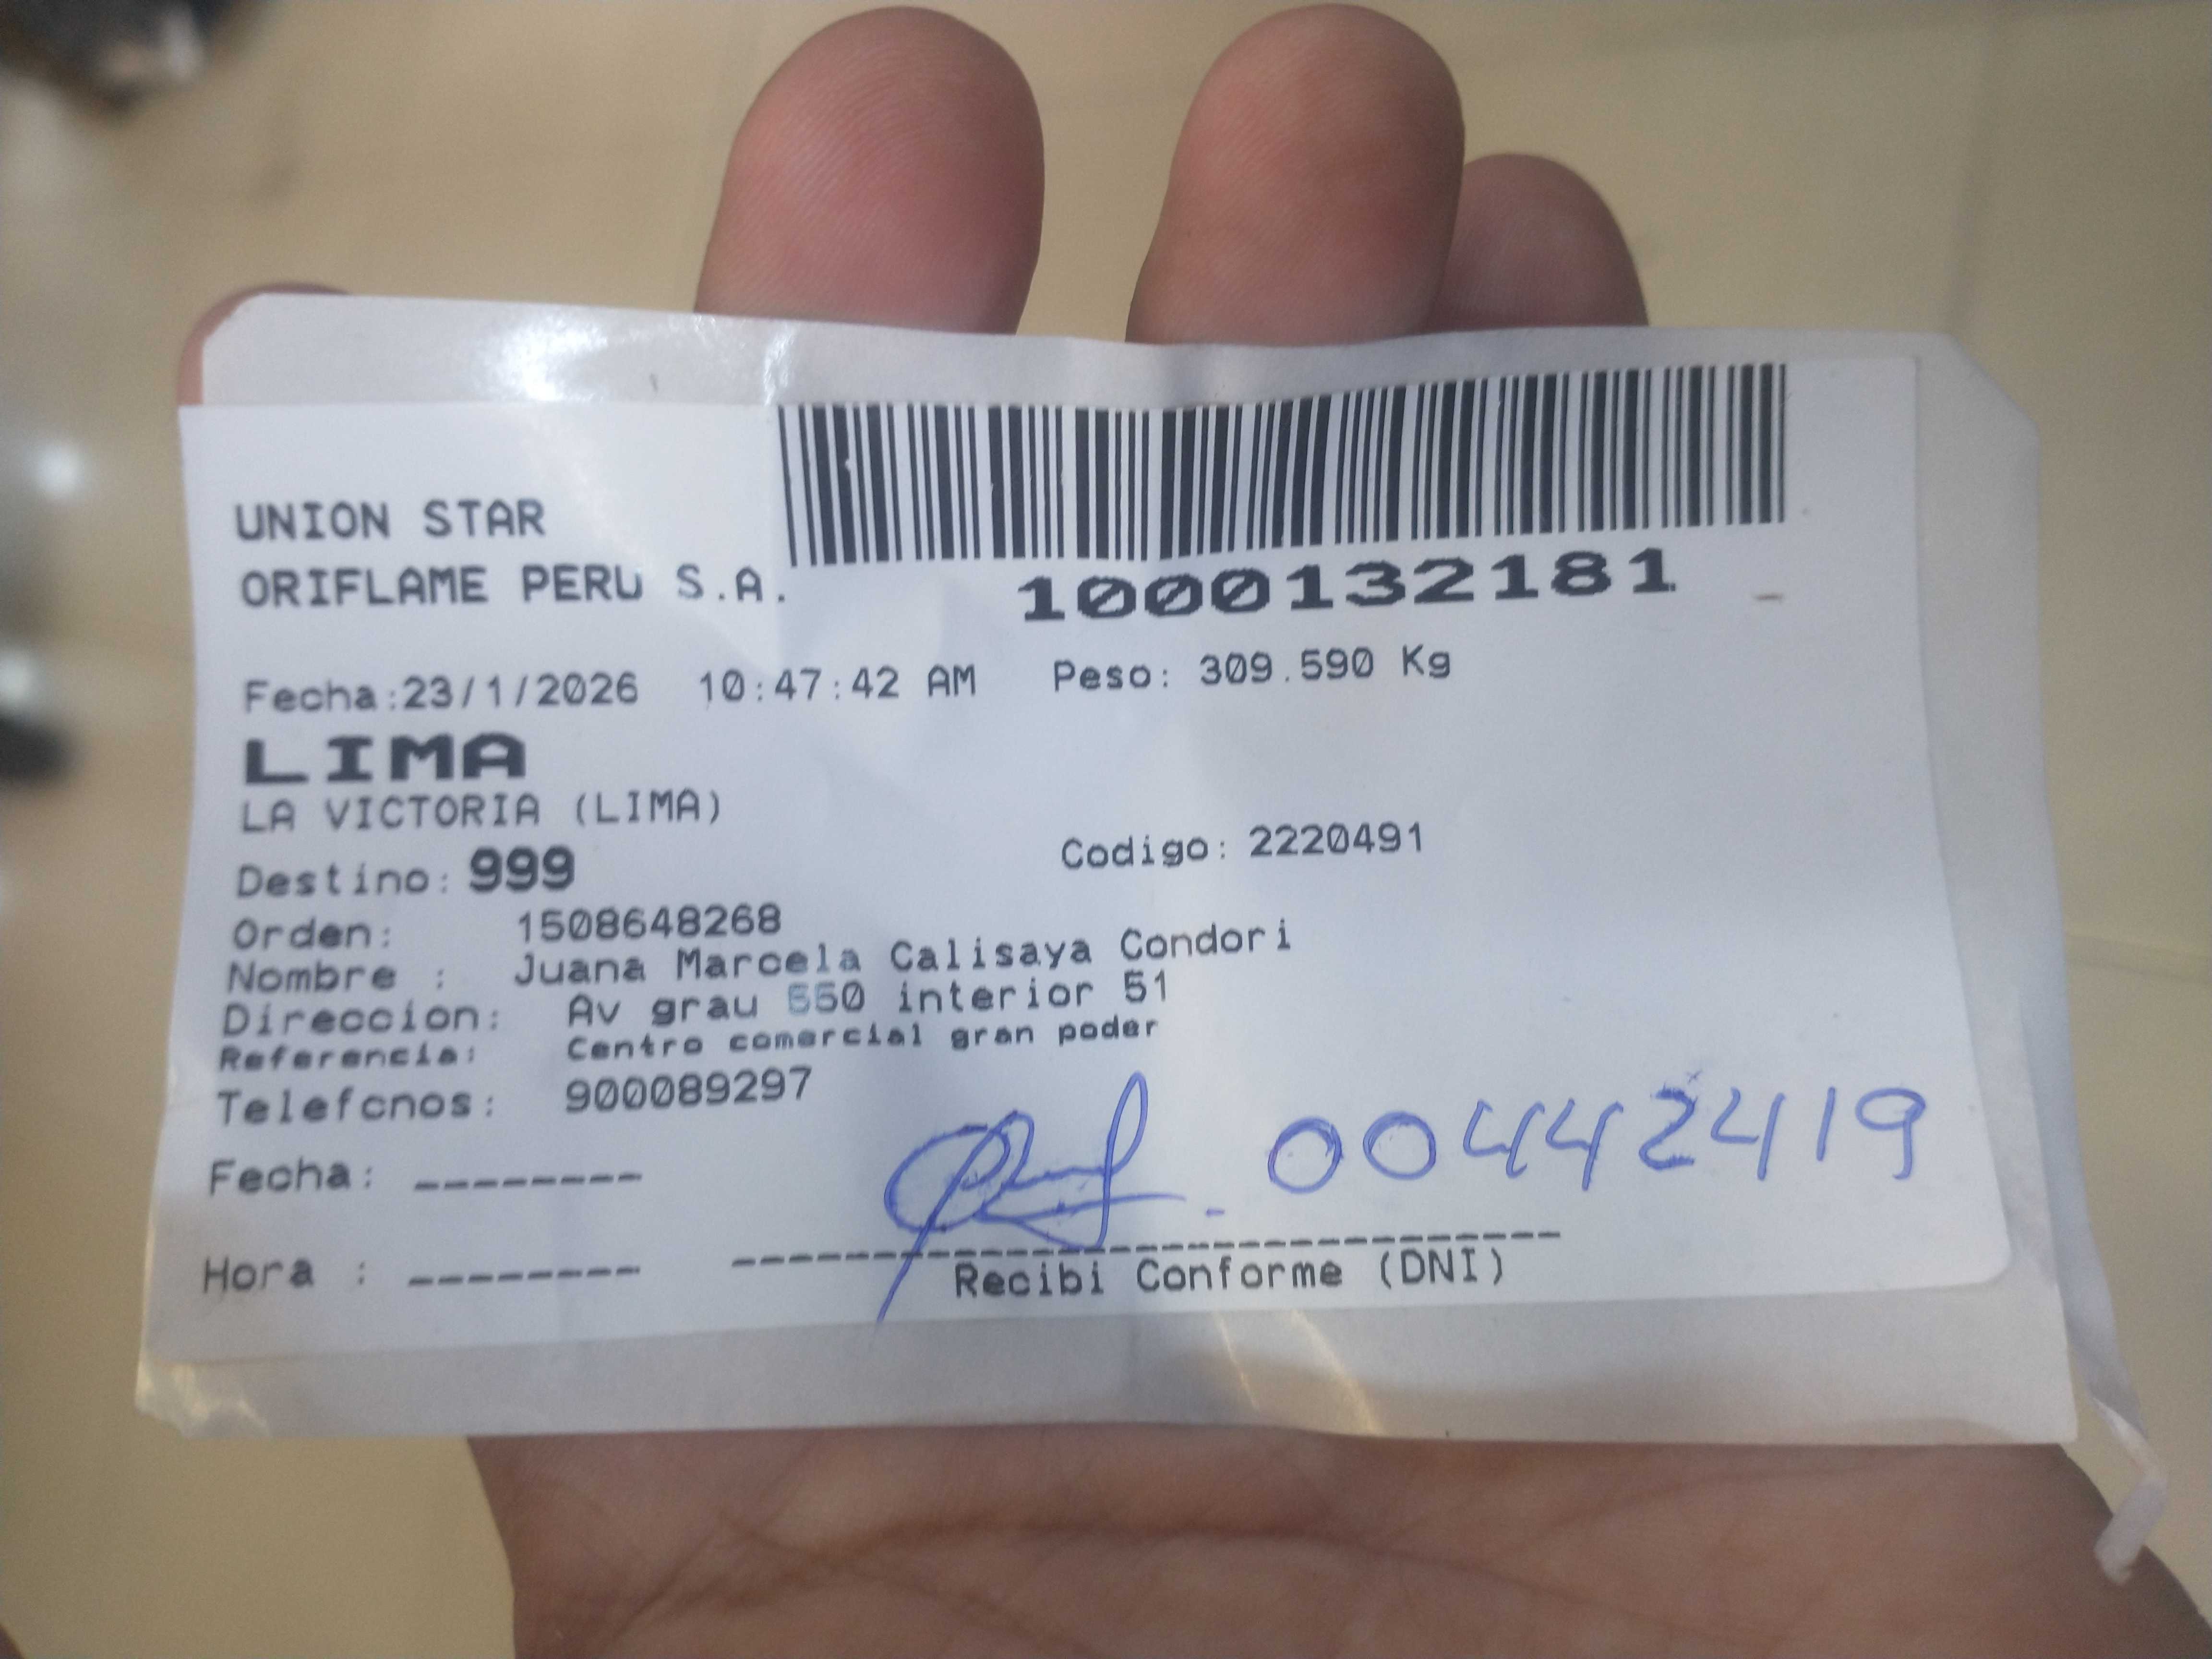 UNION STAR
ORIFLAME PERU S.A.
1000132181
Fecha:23/1/2026 10:47:42 AM Peso: 309.590 Kg
LIMA
LA VICTORIA (LIMA)
Destino: 999 Codigo: 2220491
Orden: 1508648268
Nombre : Juana Marcela Calisaya Condori
Direccion: Av grau 550 interior 51
Referencia: Centro comercial gran poder
Telefonos: 900089297
Fecha: --------
00442419
Hora : --------
Recibi Conforme (DNI)